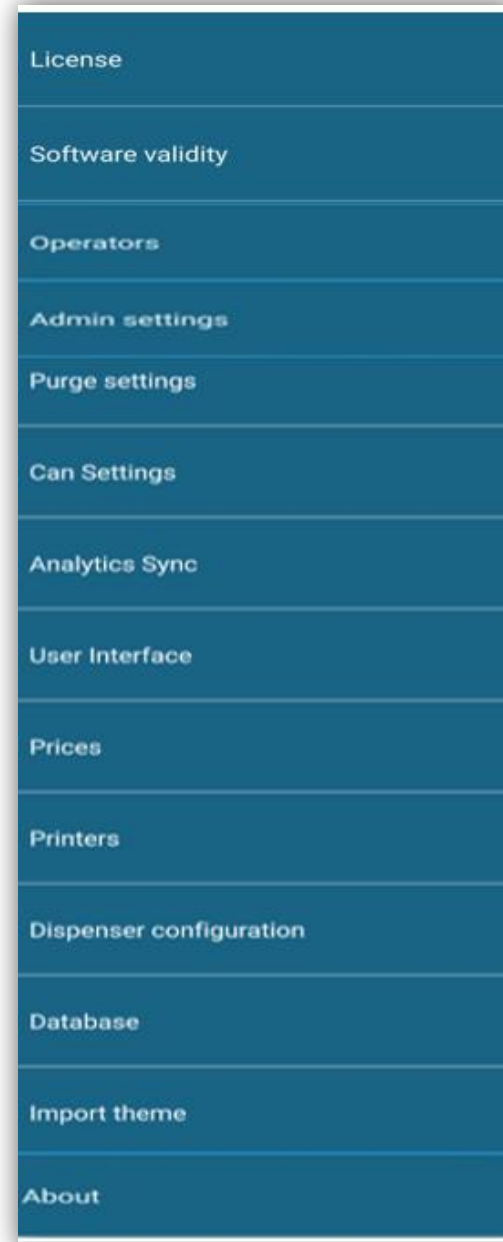 License
Software validity
Operators
Admin settings
Purge settings
Can Settings
Analytics Sync
User Interface
Prices
Printers
Dispenser configuration
Database
Import theme
About